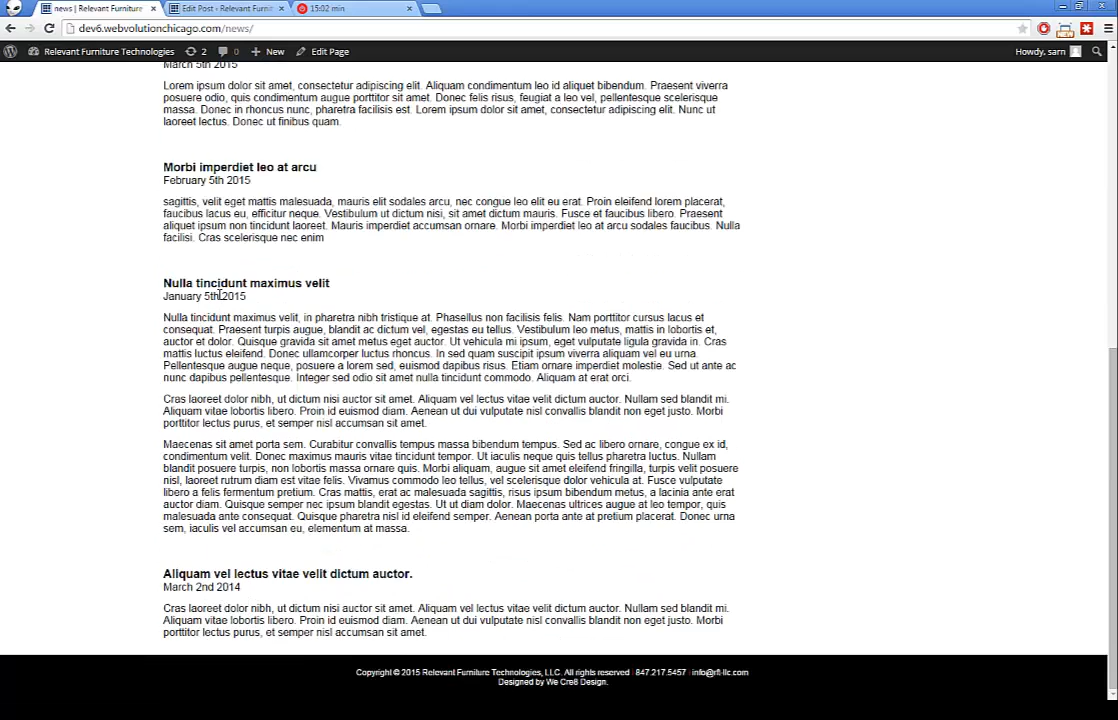 news | Relevant Furniture
Edit Post ‹ Relevant Furnit
15:02 min
dev6.webvolutionchicago.com/news/
NEW
Relevant Furniture Technologies
2
0
New
Edit Page
Howdy, sarn
March 5th 2015
Lorem ipsum dolor sit amet, consectetur adipiscing elit. Aliquam condimentum leo id aliquet bibendum. Praesent viverra
posuere odio, quis condimentum augue porttitor sit amet. Donec felis risus, feugiat a leo vel, pellentesque scelerisque
massa. Donec in rhoncus nunc, pharetra facilisis est. Lorem ipsum dolor sit amet, consectetur adipiscing elit. Nunc ut
laoreet lectus. Donec ut finibus quam.
Morbi imperdiet leo at arcu
February 5th 2015
sagittis, velit eget mattis malesuada, mauris elit sodales arcu, nec congue leo elit eu erat. Proin eleifend lorem placerat,
faucibus lacus eu, efficitur neque. Vestibulum ut dictum nisi, sit amet dictum mauris. Fusce et faucibus libero. Praesent
aliquet ipsum non tincidunt laoreet. Mauris imperdiet accumsan ornare. Morbi imperdiet leo at arcu sodales faucibus. Nulla
facilisi. Cras scelerisque nec enim
Nulla tincidunt maximus velit
January 5th 2015
Nulla tincidunt maximus velit, in pharetra nibh tristique at. Phasellus non facilisis felis. Nam porttitor cursus lacus et
consequat. Praesent turpis augue, blandit ac dictum vel, egestas eu tellus. Vestibulum leo metus, mattis in lobortis et,
auctor et dolor. Quisque gravida sit amet metus eget auctor. Ut vehicula mi ipsum, eget vulputate ligula gravida in. Cras
mattis luctus eleifend. Donec ullamcorper luctus rhoncus. In sed quam suscipit ipsum viverra aliquam vel eu urna.
Pellentesque augue neque, posuere a lorem sed, euismod dapibus risus. Etiam ornare imperdiet molestie. Sed ut ante ac
nunc dapibus pellentesque. Integer sed odio sit amet nulla tincidunt commodo. Aliquam at erat orci.
Cras laoreet dolor nibh, ut dictum nisi auctor sit amet. Aliquam vel lectus vitae velit dictum auctor. Nullam sed blandit mi.
Aliquam vitae lobortis libero. Proin id euismod diam. Aenean ut dui vulputate nisl convallis blandit non eget justo. Morbi
porttitor lectus purus, et semper nisl accumsan sit amet.
Maecenas sit amet porta sem. Curabitur convallis tempus massa bibendum tempus. Sed ac libero ornare, congue ex id,
condimentum velit. Donec maximus mauris vitae tincidunt tempor. Ut iaculis neque quis tellus pharetra luctus. Nullam
blandit posuere turpis, non lobortis massa ornare quis. Morbi aliquam, augue sit amet eleifend fringilla, turpis velit posuere
nisl, laoreet rutrum diam est vitae felis. Vivamus commodo leo tellus, vel scelerisque dolor vehicula at. Fusce vulputate
libero a felis fermentum pretium. Cras mattis, erat ac malesuada sagittis, risus ipsum bibendum metus, a lacinia ante erat
auctor diam. Quisque semper nec ipsum blandit egestas. Ut ut diam dolor. Maecenas ultrices augue at leo tempor, quis
malesuada ante consequat. Quisque pharetra nisl id eleifend semper. Aenean porta ante at pretium placerat. Donec urna
sem, iaculis vel accumsan eu, elementum at massa.
Aliquam vel lectus vitae velit dictum auctor.
March 2nd 2014
Cras laoreet dolor nibh, ut dictum nisi auctor sit amet. Aliquam vel lectus vitae velit dictum auctor. Nullam sed blandit mi.
Aliquam vitae lobortis libero. Proin id euismod diam. Aenean ut dui vulputate nisl convallis blandit non eget justo. Morbi
porttitor lectus purus, et semper nisl accumsan sit amet.
Copyright © 2015 Relevant Furniture Technologies, LLC. All rights reserved | 847.217.5457 | info@rft-llc.com
Designed by We Cre8 Design.